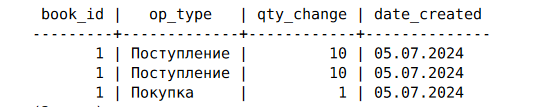 book_id | op_type | qty_change | date_created
---------+-------------+------------+--------------
1 | Поступление | 10 | 05.07.2024
1 | Поступление | 10 | 05.07.2024
1 | Покупка | 1 | 05.07.2024